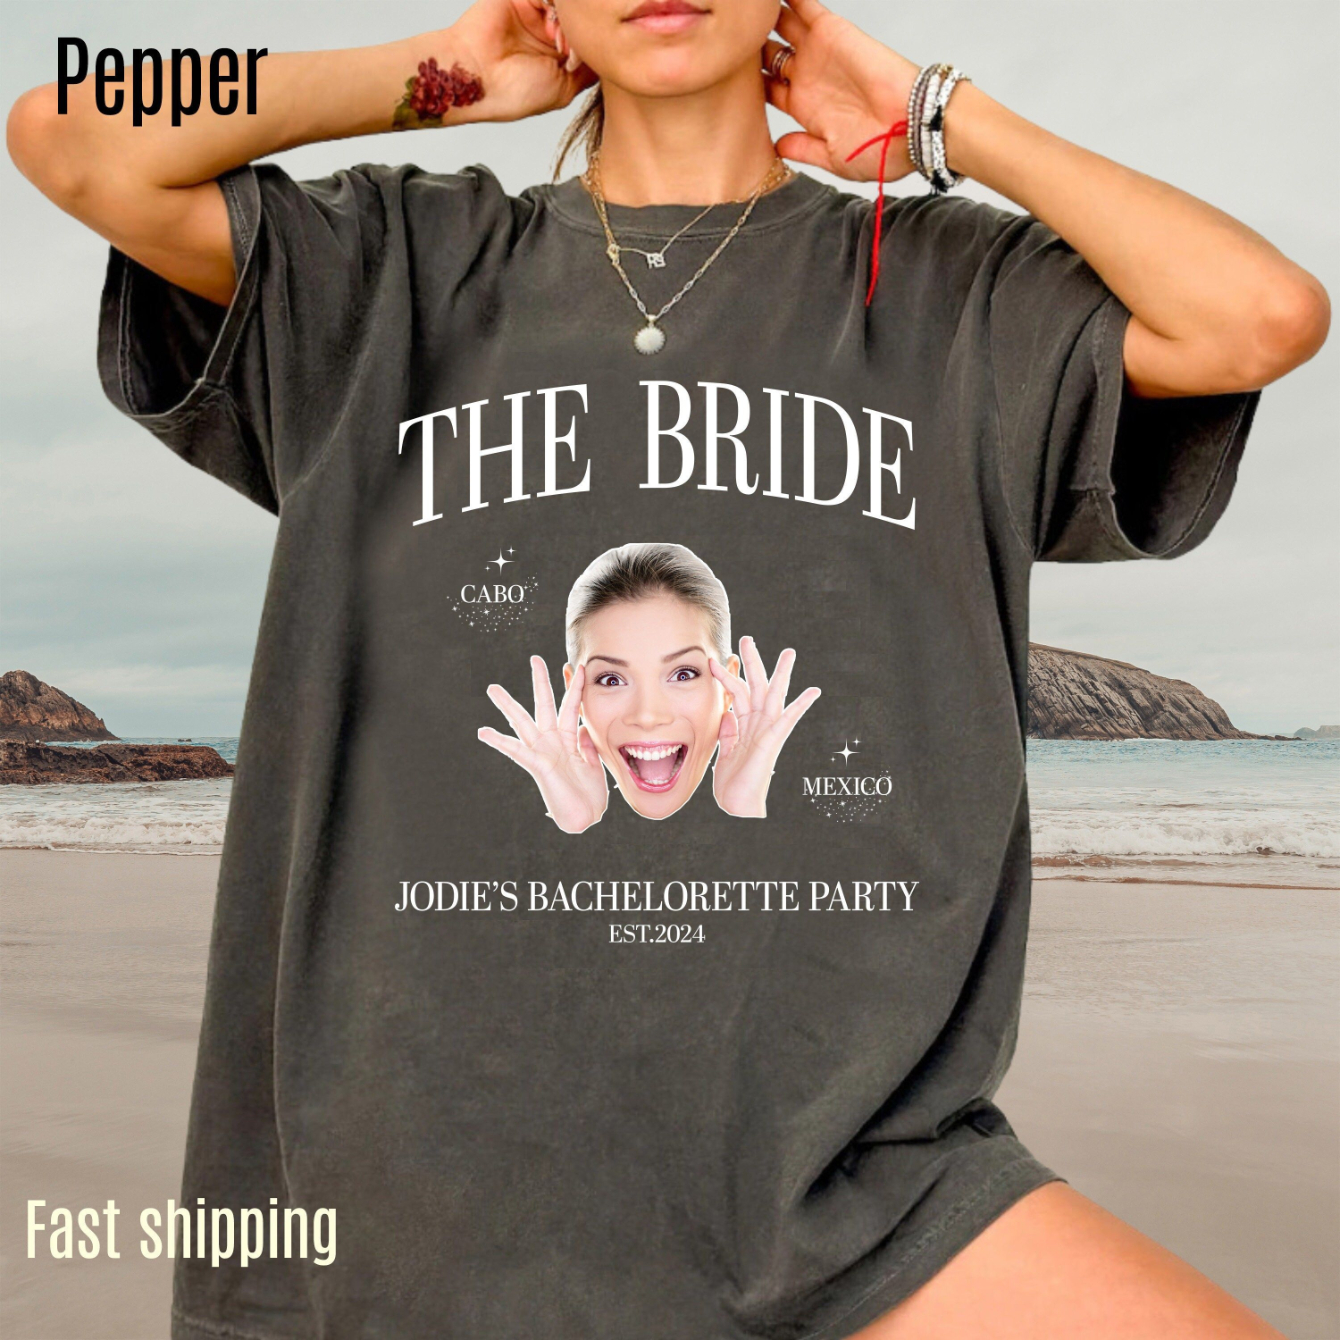 Pepper
THE BRIDE
CABO
MEXICO
JODIE'S BACHELORETTE PARTY
EST.2024
Fast shipping